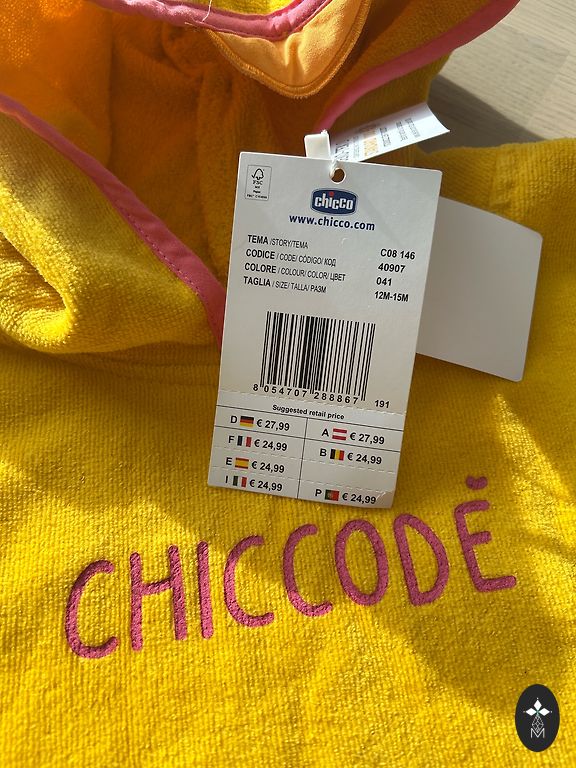 FSC
chicco
www.chicco.com
TEMA /STORY/TEMA C08 146
CODICE / CODE/ CÓDIGO/ КОД 40907
COLORE / COLOUR/ COLOR/ ЦВЕТ 041
TAGLIA / SIZE/ TALLA/ РАЗМ 12M-15M
8 054707 288867 191
Suggested retail price
D € 27,99 A € 27,99
F € 24,99 B € 24,99
E € 24,99
I € 24,99 P € 24,99
CHICCODĚ
M